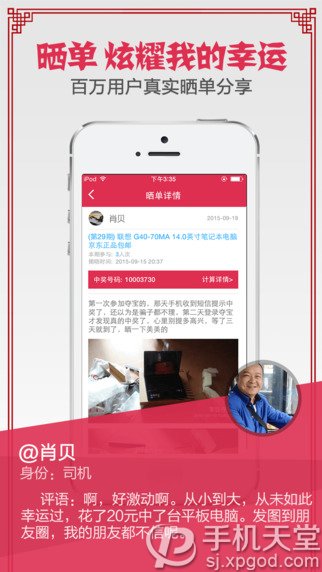 晒单 炫耀我的幸运
百万用户真实晒单分享
iPod 下午3:35
晒单详情
肖贝 2015-09-16
(第29期) 联想 G40-70MA 14.0英寸笔记本电脑
京东正品包邮
本期参与: 3人次
揭晓时间: 2015-09-15 20:37
中奖号码: 10003730 计算详情>
第一次参加夺宝的，那天手机收到短信提示中
奖了，还以为是骗子都不理，第二天登录夺宝
才发现真的中奖了，心里别提多高兴，等了三
天就到了，晒一下美美的
@肖贝
身份：司机
评语：啊，好激动啊。从小到大，从未如此
幸运过，花了20元中了台平板电脑。发图到朋
友圈，我的朋友都不信呢。
手机天堂
sj.xpgod.com